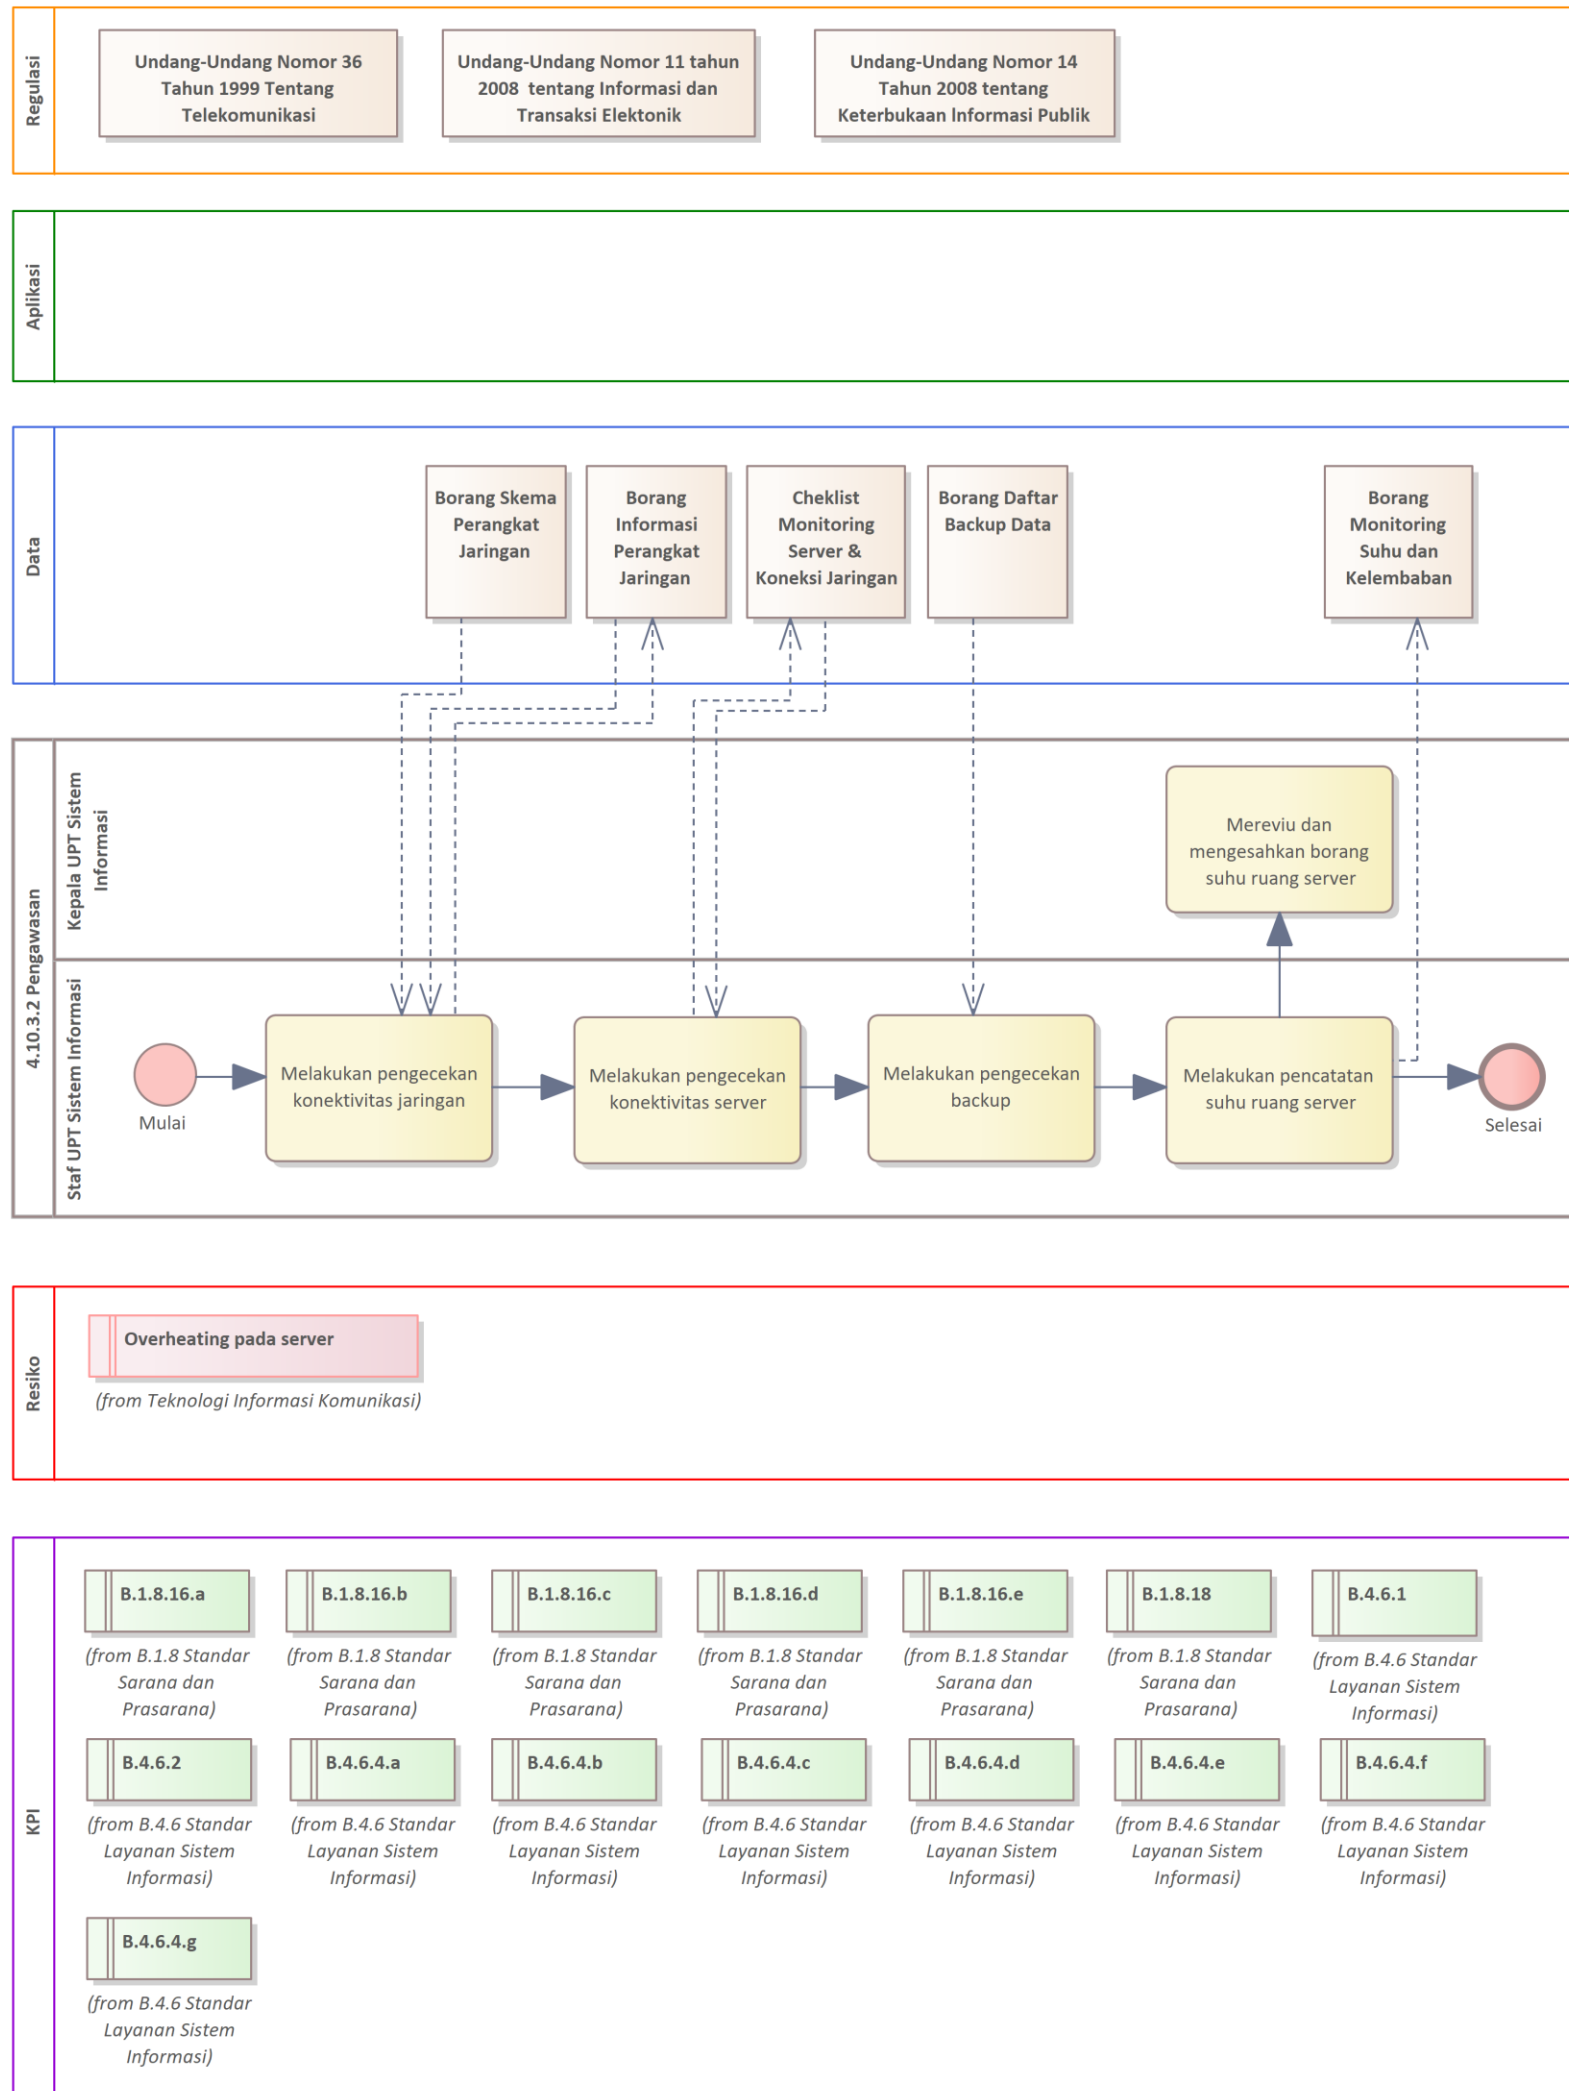 Regulasi
Undang-Undang Nomor 36
Tahun 1999 Tentang
Telekomunikasi
Undang-Undang Nomor 11 tahun
2008 tentang Informasi dan
Transaksi Elektonik
Undang-Undang Nomor 14
Tahun 2008 tentang
Keterbukaan Informasi Publik
Aplikasi
Data
Borang Skema
Perangkat
Jaringan
Borang
Informasi
Perangkat
Jaringan
Cheklist
Monitoring
Server &
Koneksi Jaringan
Borang Daftar
Backup Data
Borang
Monitoring
Suhu dan
Kelembaban
4.10.3.2 Pengawasan
Kepala UPT Sistem
Informasi
Mereviu dan
mengesahkan borang
suhu ruang server
Staf UPT Sistem Informasi
Mulai
Melakukan pengecekan
konektivitas jaringan
Melakukan pengecekan
konektivitas server
Melakukan pengecekan
backup
Melakukan pencatatan
suhu ruang server
Selesai
Resiko
Overheating pada server
(from Teknologi Informasi Komunikasi)
KPI
B.1.8.16.a
(from B.1.8 Standar
Sarana dan
Prasarana)
B.1.8.16.b
(from B.1.8 Standar
Sarana dan
Prasarana)
B.1.8.16.c
(from B.1.8 Standar
Sarana dan
Prasarana)
B.1.8.16.d
(from B.1.8 Standar
Sarana dan
Prasarana)
B.1.8.16.e
(from B.1.8 Standar
Sarana dan
Prasarana)
B.1.8.18
(from B.1.8 Standar
Sarana dan
Prasarana)
B.4.6.1
(from B.4.6 Standar
Layanan Sistem
Informasi)
B.4.6.2
(from B.4.6 Standar
Layanan Sistem
Informasi)
B.4.6.4.a
(from B.4.6 Standar
Layanan Sistem
Informasi)
B.4.6.4.b
(from B.4.6 Standar
Layanan Sistem
Informasi)
B.4.6.4.c
(from B.4.6 Standar
Layanan Sistem
Informasi)
B.4.6.4.d
(from B.4.6 Standar
Layanan Sistem
Informasi)
B.4.6.4.e
(from B.4.6 Standar
Layanan Sistem
Informasi)
B.4.6.4.f
(from B.4.6 Standar
Layanan Sistem
Informasi)
B.4.6.4.g
(from B.4.6 Standar
Layanan Sistem
Informasi)